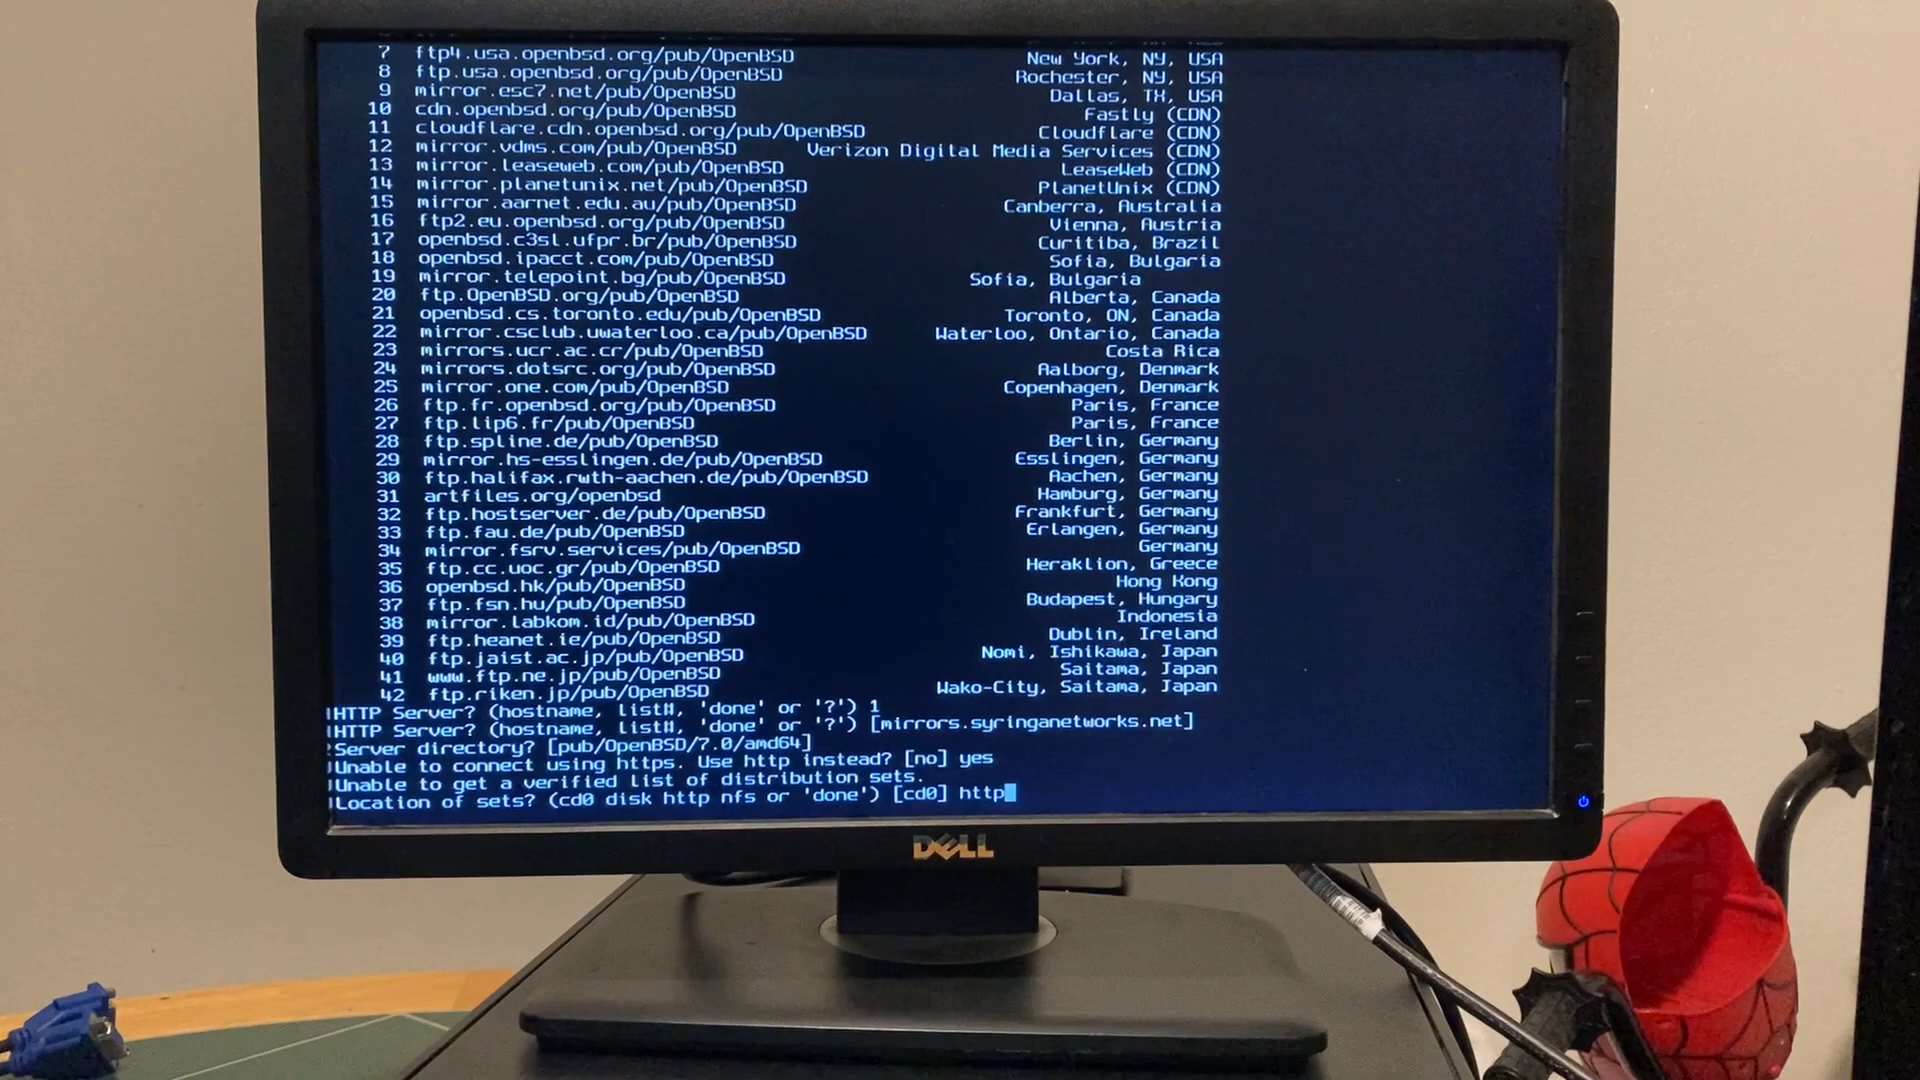 7 ftp4.usa.openbsd.org/pub/OpenBSD New York, NY, USA
8 ftp.usa.openbsd.org/pub/OpenBSD Rochester, NY, USA
9 mirror.esc7.net/pub/OpenBSD Dallas, TX, USA
10 cdn.openbsd.org/pub/OpenBSD Fastly (CDN)
11 cloudflare.cdn.openbsd.org/pub/OpenBSD Cloudflare (CDN)
12 mirror.vdms.com/pub/OpenBSD Verizon Digital Media Services (CDN)
13 mirror.leaseweb.com/pub/OpenBSD LeaseWeb (CDN)
14 mirror.planetunix.net/pub/OpenBSD PlanetUnix (CDN)
15 mirror.aarnet.edu.au/pub/OpenBSD Canberra, Australia
16 ftp2.eu.openbsd.org/pub/OpenBSD Vienna, Austria
17 openbsd.c3sl.ufpr.br/pub/OpenBSD Curitiba, Brazil
18 openbsd.ipacct.com/pub/OpenBSD Sofia, Bulgaria
19 mirror.telepoint.bg/pub/OpenBSD Sofia, Bulgaria
20 ftp.OpenBSD.org/pub/OpenBSD Alberta, Canada
21 openbsd.cs.toronto.edu/pub/OpenBSD Toronto, ON, Canada
22 mirror.csclub.uwaterloo.ca/pub/OpenBSD Waterloo, Ontario, Canada
23 mirrors.ucr.ac.cr/pub/OpenBSD Costa Rica
24 mirrors.dotsrc.org/pub/OpenBSD Aalborg, Denmark
25 mirror.one.com/pub/OpenBSD Copenhagen, Denmark
26 ftp.fr.openbsd.org/pub/OpenBSD Paris, France
27 ftp.lip6.fr/pub/OpenBSD Paris, France
28 ftp.spline.de/pub/OpenBSD Berlin, Germany
29 mirror.hs-esslingen.de/pub/OpenBSD Esslingen, Germany
30 ftp.halifax.rwth-aachen.de/pub/OpenBSD Aachen, Germany
31 artfiles.org/openbsd Hamburg, Germany
32 ftp.hostserver.de/pub/OpenBSD Frankfurt, Germany
33 ftp.fau.de/pub/OpenBSD Erlangen, Germany
34 mirror.fsrv.services/pub/OpenBSD Germany
35 ftp.cc.uoc.gr/pub/OpenBSD Heraklion, Greece
36 openbsd.hk/pub/OpenBSD Hong Kong
37 ftp.fsn.hu/pub/OpenBSD Budapest, Hungary
38 mirror.labkom.id/pub/OpenBSD Indonesia
39 ftp.heanet.ie/pub/OpenBSD Dublin, Ireland
40 ftp.jaist.ac.jp/pub/OpenBSD Nomi, Ishikawa, Japan
41 www.ftp.ne.jp/pub/OpenBSD Saitama, Japan
42 ftp.riken.jp/pub/OpenBSD Wako-City, Saitama, Japan
HTTP Server? (hostname, list#, 'done' or '?') 1
HTTP Server? (hostname, list#, 'done' or '?') [mirrors.syringanetworks.net]
Server directory? [pub/OpenBSD/7.0/amd64]
Unable to connect using https. Use http instead? [no] yes
Unable to get a verified list of distribution sets.
Location of sets? (cd0 disk http nfs or 'done') [cd0] http
DELL